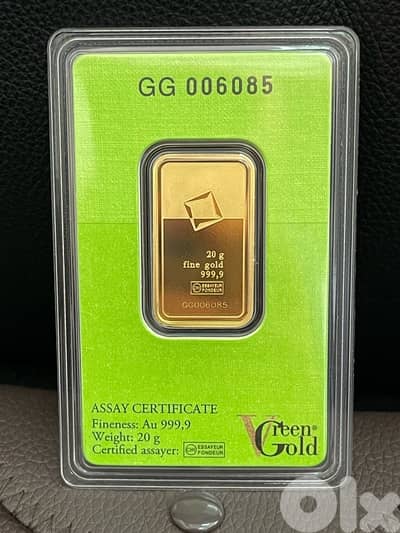 GG 006085
20 g
fine gold
999,9
ESSAYEUR
FONDEUR
GG006085
ASSAY CERTIFICATE
Fineness: Au 999,9
Weight: 20 g
Certified assayer: ESSAYEUR
FONDEUR
Green®
Gold
Olx